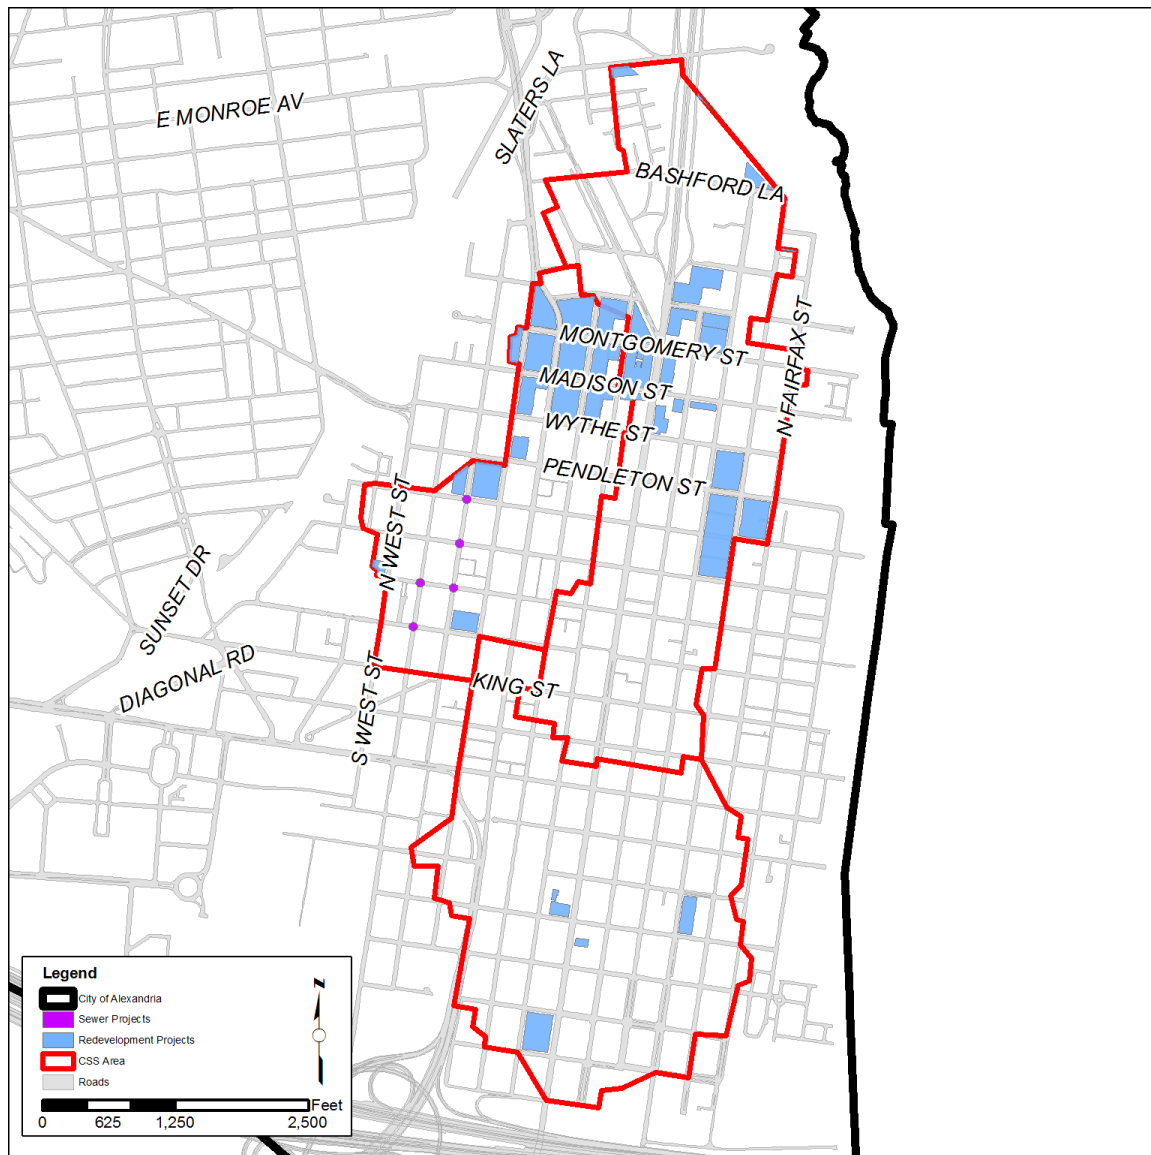 E MONROE AV
SLATERS LA
BASHFORD LA
N FAIRFAX ST
MONTGOMERY ST
MADISON ST
WYTHE ST
PENDLETON ST
N WEST ST
SUNSET DR
DIAGONAL RD
S WEST ST
KING ST
Legend
City of Alexandria
Sewer Projects
Redevelopment Projects
CSS Area
Roads
N
Feet
0 625 1,250 2,500